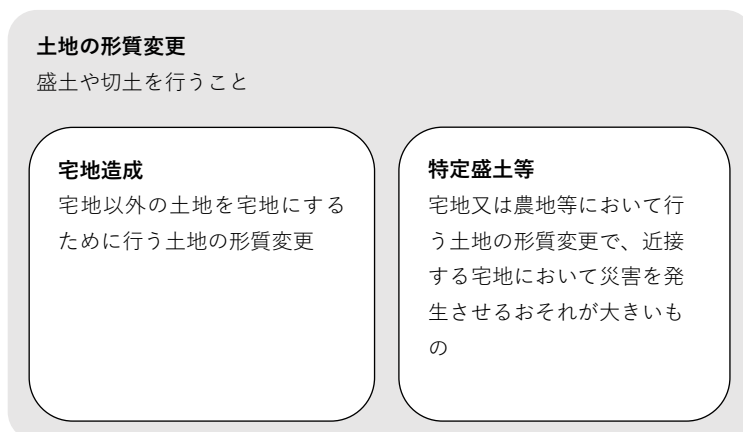 土地の形質変更
盛土や切土を行うこと
宅地造成
宅地以外の土地を宅地にする
ために行う土地の形質変更
特定盛土等
宅地又は農地等において行
う土地の形質変更で、近接
する宅地において災害を発
生させるおそれが大きいも
の